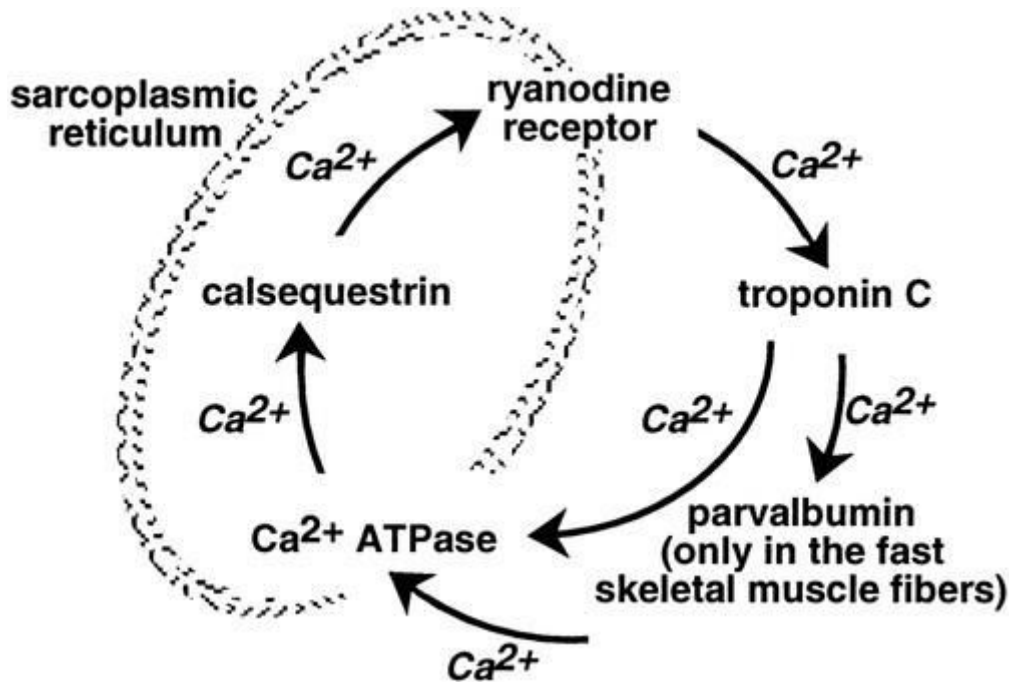 sarcoplasmic
reticulum
ryanodine
receptor
Ca2+
Ca2+
calsequestrin
troponin C
Ca2+
Ca2+
Ca2+
Ca2+ ATPase
parvalbumin
(only in the fast
skeletal muscle fibers)
Ca2+